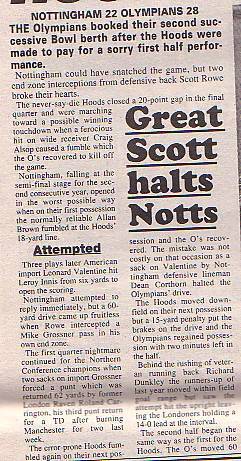 NOTTINGHAM 22 OLYMPIANS 28
THE Olympians booked their second suc-
cessive Bowl berth after the Hoods were
made to pay for a sorry first half perfor-
mance.
Nottingham could have snatched the game, but two
end zone interceptions from defensive back Scott Rowe
broke their hearts.
The never-say-die Hoods closed a 20-point gap in the final
quarter and were marching
toward a possible winning
touchdown when a ferocious
hit on wide receiver Craig
Alsop caused a fumble which
the O's recovered to kill off
the game.
Nottingham, falling at the
semi-final stage for the sec-
ond consecutive year, opened
in the worst possible way
when on their first possession
the normally reliable Allan
Brown fumbled at the Hoods'
18-yard line.
Attempted
Three plays later American
import Leonard Valentine hit
Leroy Innis from six yards to
open the scoring.
Nottingham attempted to
reply immediately, but a 60-
yard drive came up fruitless
when Rowe intercepted a
Mike Grossner pass in his
own end zone.
The first quarter nightmare
continued for the Northern
Conference champions when
two sacks on import Grossner
forced a punt which was
returned 62 yards by former
London Raven Roland Car-
rington, his third punt return
for a TD after burning
Manchester for two last
week.
The error-prone Hoods fum-
bled again on their next pos-
Great
Scott
halts
Notts
session and the O's recov-
ered. The mistake was not
costly on that occasion as a
sack on Valentine by Not-
tingham defensive lineman
Dean Corthorn halted the
Olympians' drive.
The Hoods moved down-
field on their next possession
but a 15-yard penalty put the
brakes on the drive and the
Olympians regained posses-
sion with two minutes left in
the half.
Behind the rushing of veter-
an running back Richard
Dunkley the runners-up of
last year moved within field
attempt hit the upright
ing the Londoners holding a
14-0 lead at the interval.
The second half began the
same way as the first for the
Hoods. The O's moved 60